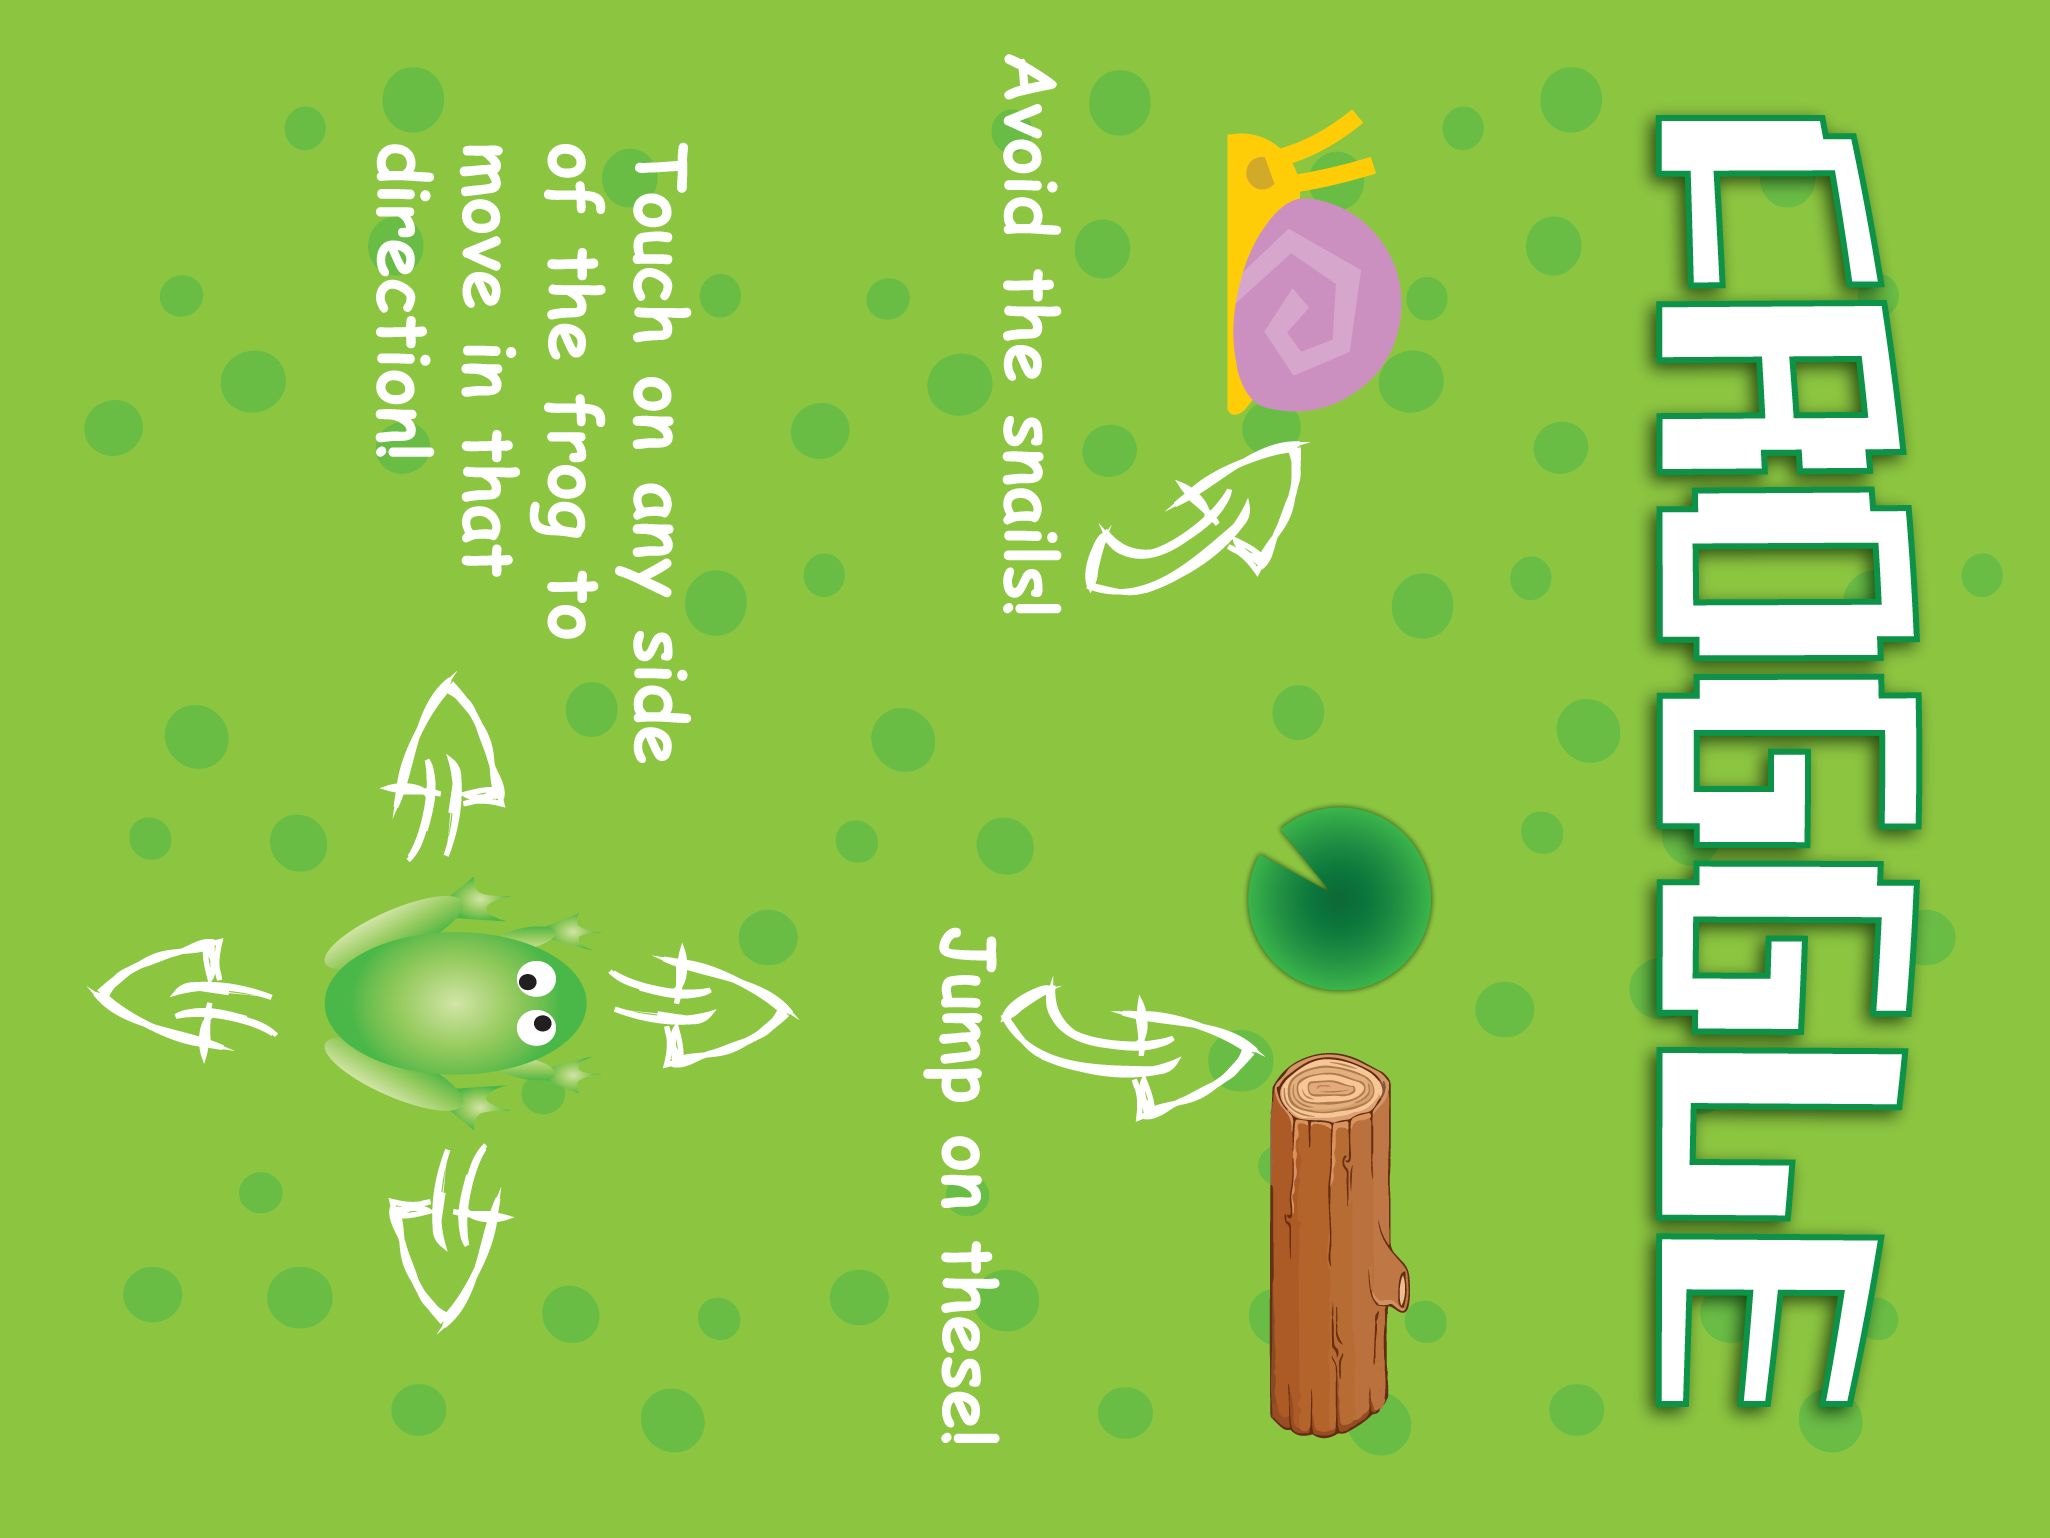 FROGGLE
Avoid the snails!
Jump on these!
Touch on any side
of the frog to
move in that
direction!